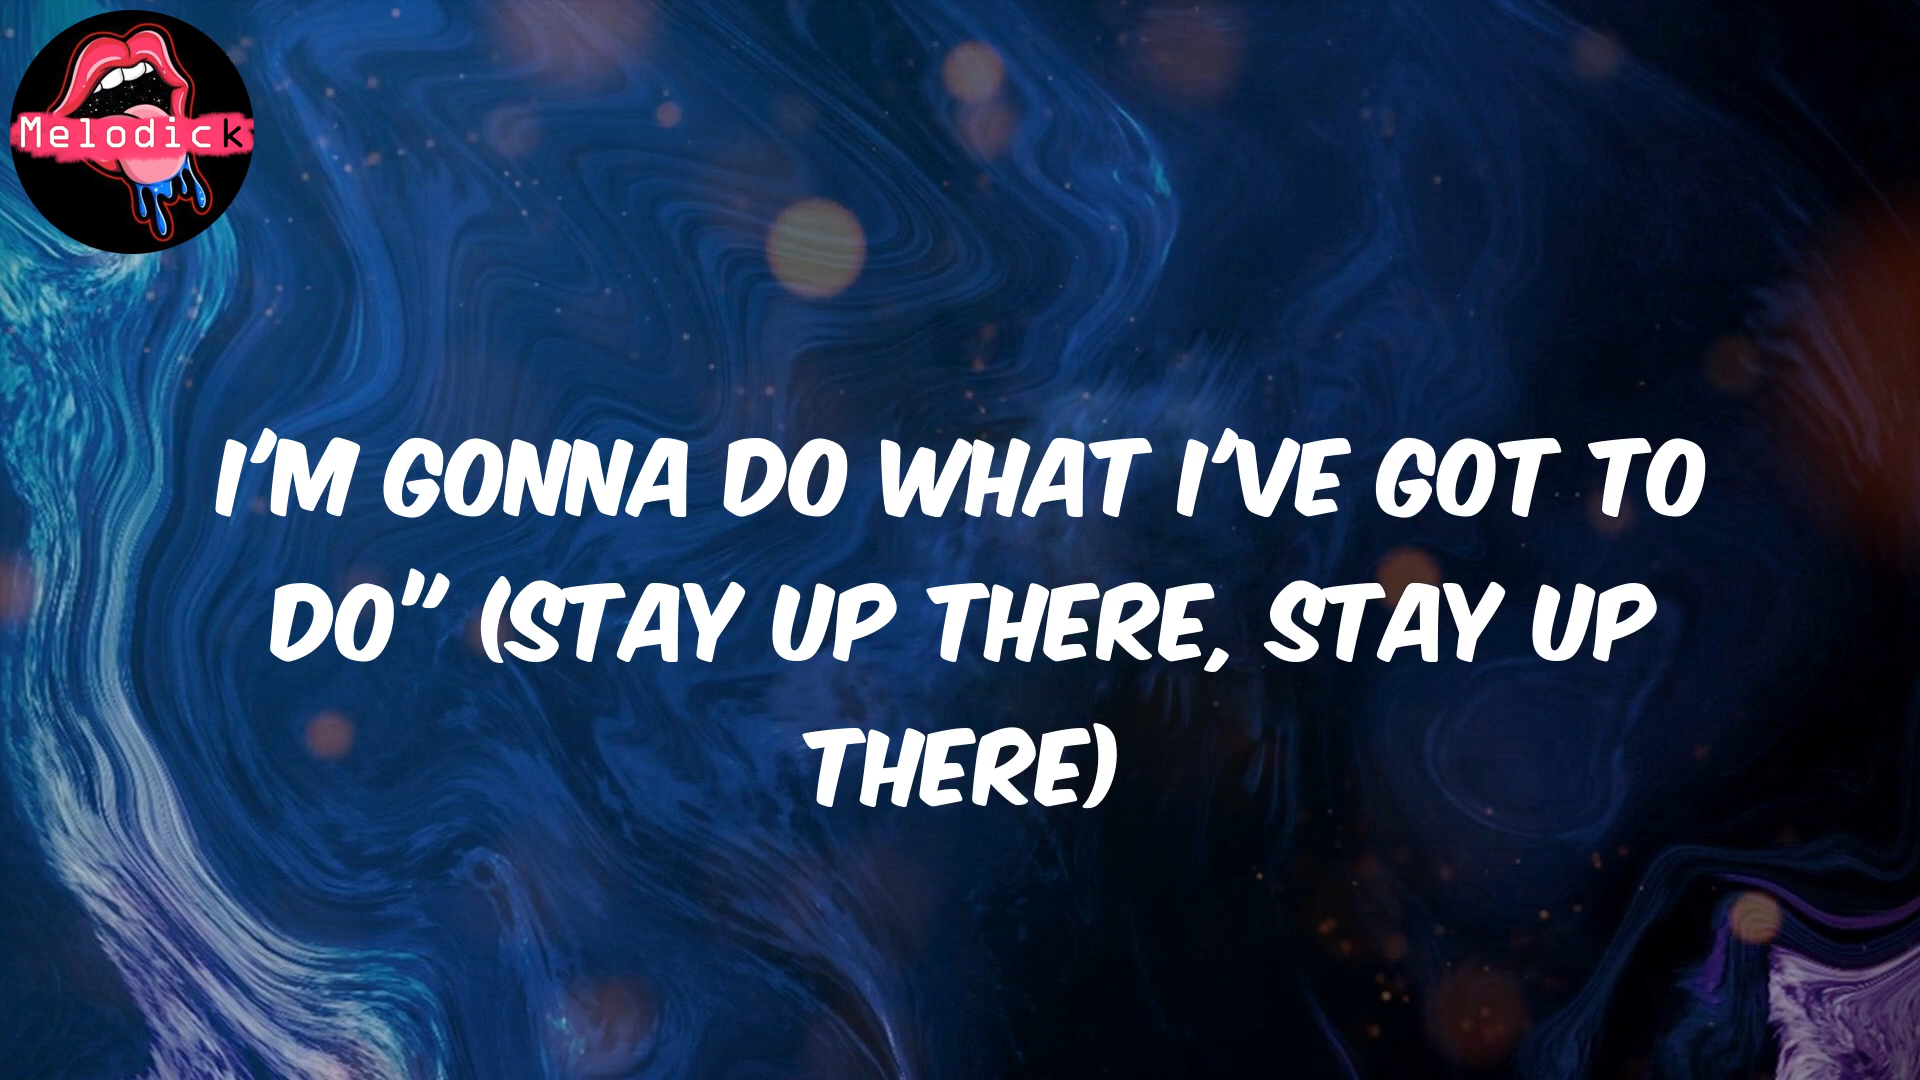 Melodick
I'M GONNA DO WHAT I'VE GOT TO
DO" (STAY UP THERE, STAY UP
THERE)